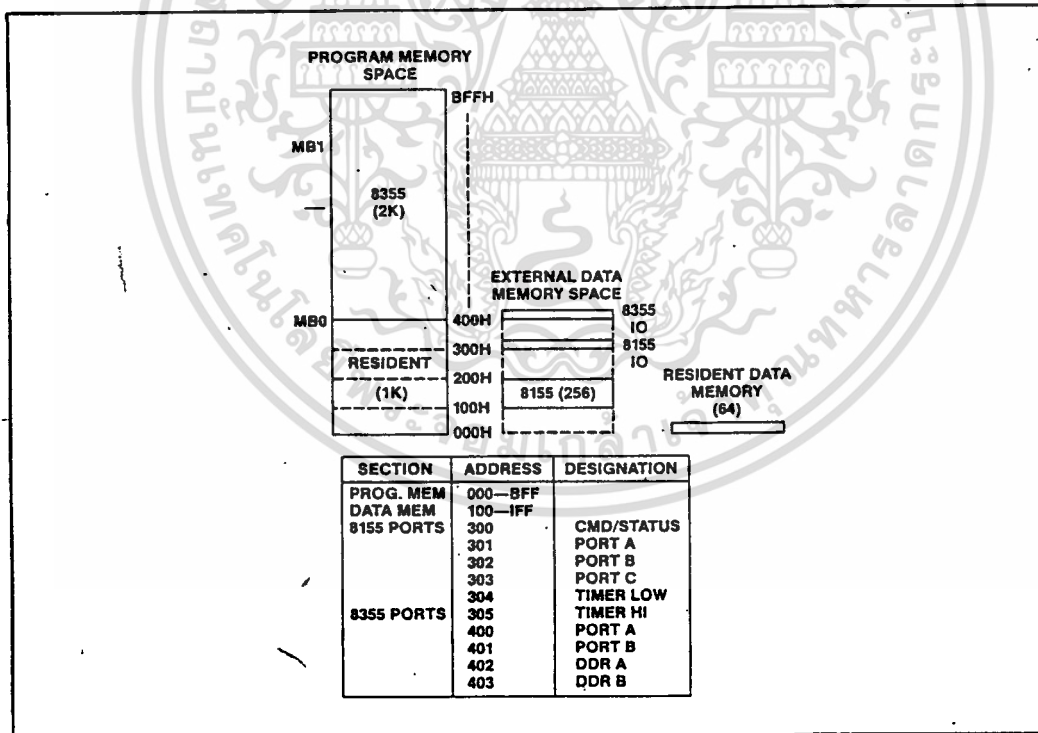 PROGRAM MEMORY
SPACE
BFFH
MB1
8355
(2K)
EXTERNAL DATA
MEMORY SPACE
8355
IO
MB0
400H
300H
8155
IO
RESIDENT
200H
(1K)
8155 (256)
100H
000H
RESIDENT DATA
MEMORY
(64)
SECTION ADDRESS DESIGNATION
PROG. MEM 000—BFF
DATA MEM 100—IFF
8155 PORTS 300 CMD/STATUS
301 PORT A
302 PORT B
303 PORT C
304 TIMER LOW
8355 PORTS 305 TIMER HI
400 PORT A
401 PORT B
402 DDR A
403 DDR B